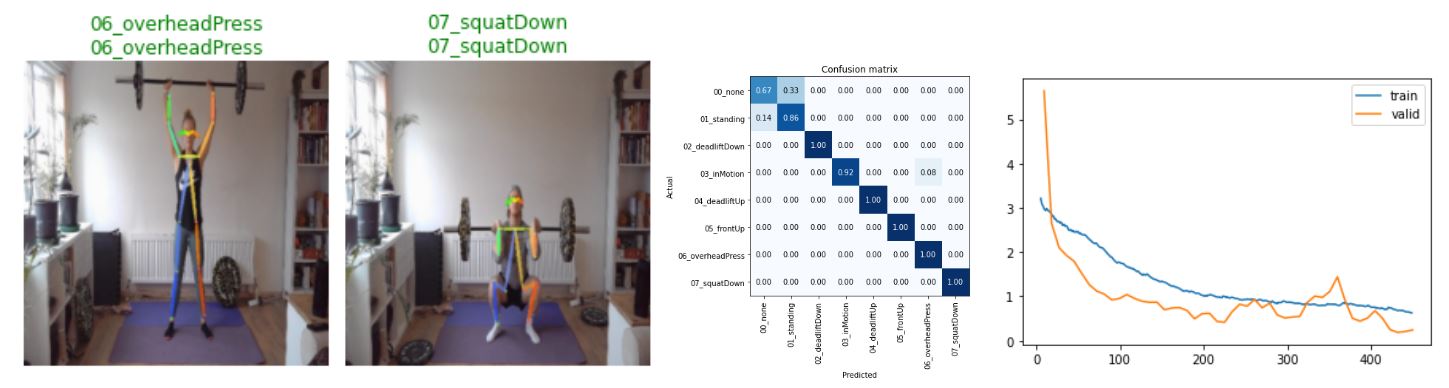 06_overheadPress
06_overheadPress
07_squatDown
07_squatDown
Confusion matrix
00_none 0.67 0.33 0.00 0.00 0.00 0.00 0.00 0.00
01_standing 0.14 0.86 0.00 0.00 0.00 0.00 0.00 0.00
02_deadliftDown 0.00 0.00 1.00 0.00 0.00 0.00 0.00 0.00
03_inMotion 0.00 0.00 0.00 0.92 0.00 0.00 0.08 0.00
04_deadliftUp 0.00 0.00 0.00 0.00 1.00 0.00 0.00 0.00
05_frontUp 0.00 0.00 0.00 0.00 0.00 1.00 0.00 0.00
06_overheadPress 0.00 0.00 0.00 0.00 0.00 0.00 1.00 0.00
07_squatDown 0.00 0.00 0.00 0.00 0.00 0.00 0.00 1.00
Actual
00_none 01_standing 02_deadliftDown 03_inMotion 04_deadliftUp 05_frontUp 06_overheadPress 07_squatDown
Predicted
train
valid
5
4
3
2
1
0
0 100 200 300 400